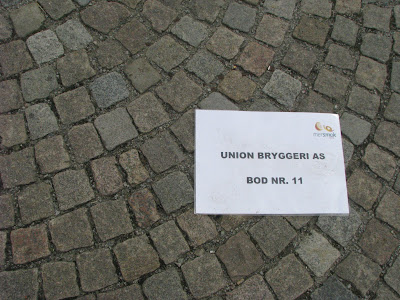 UNION BRYGGERI AS
BOD NR. 11